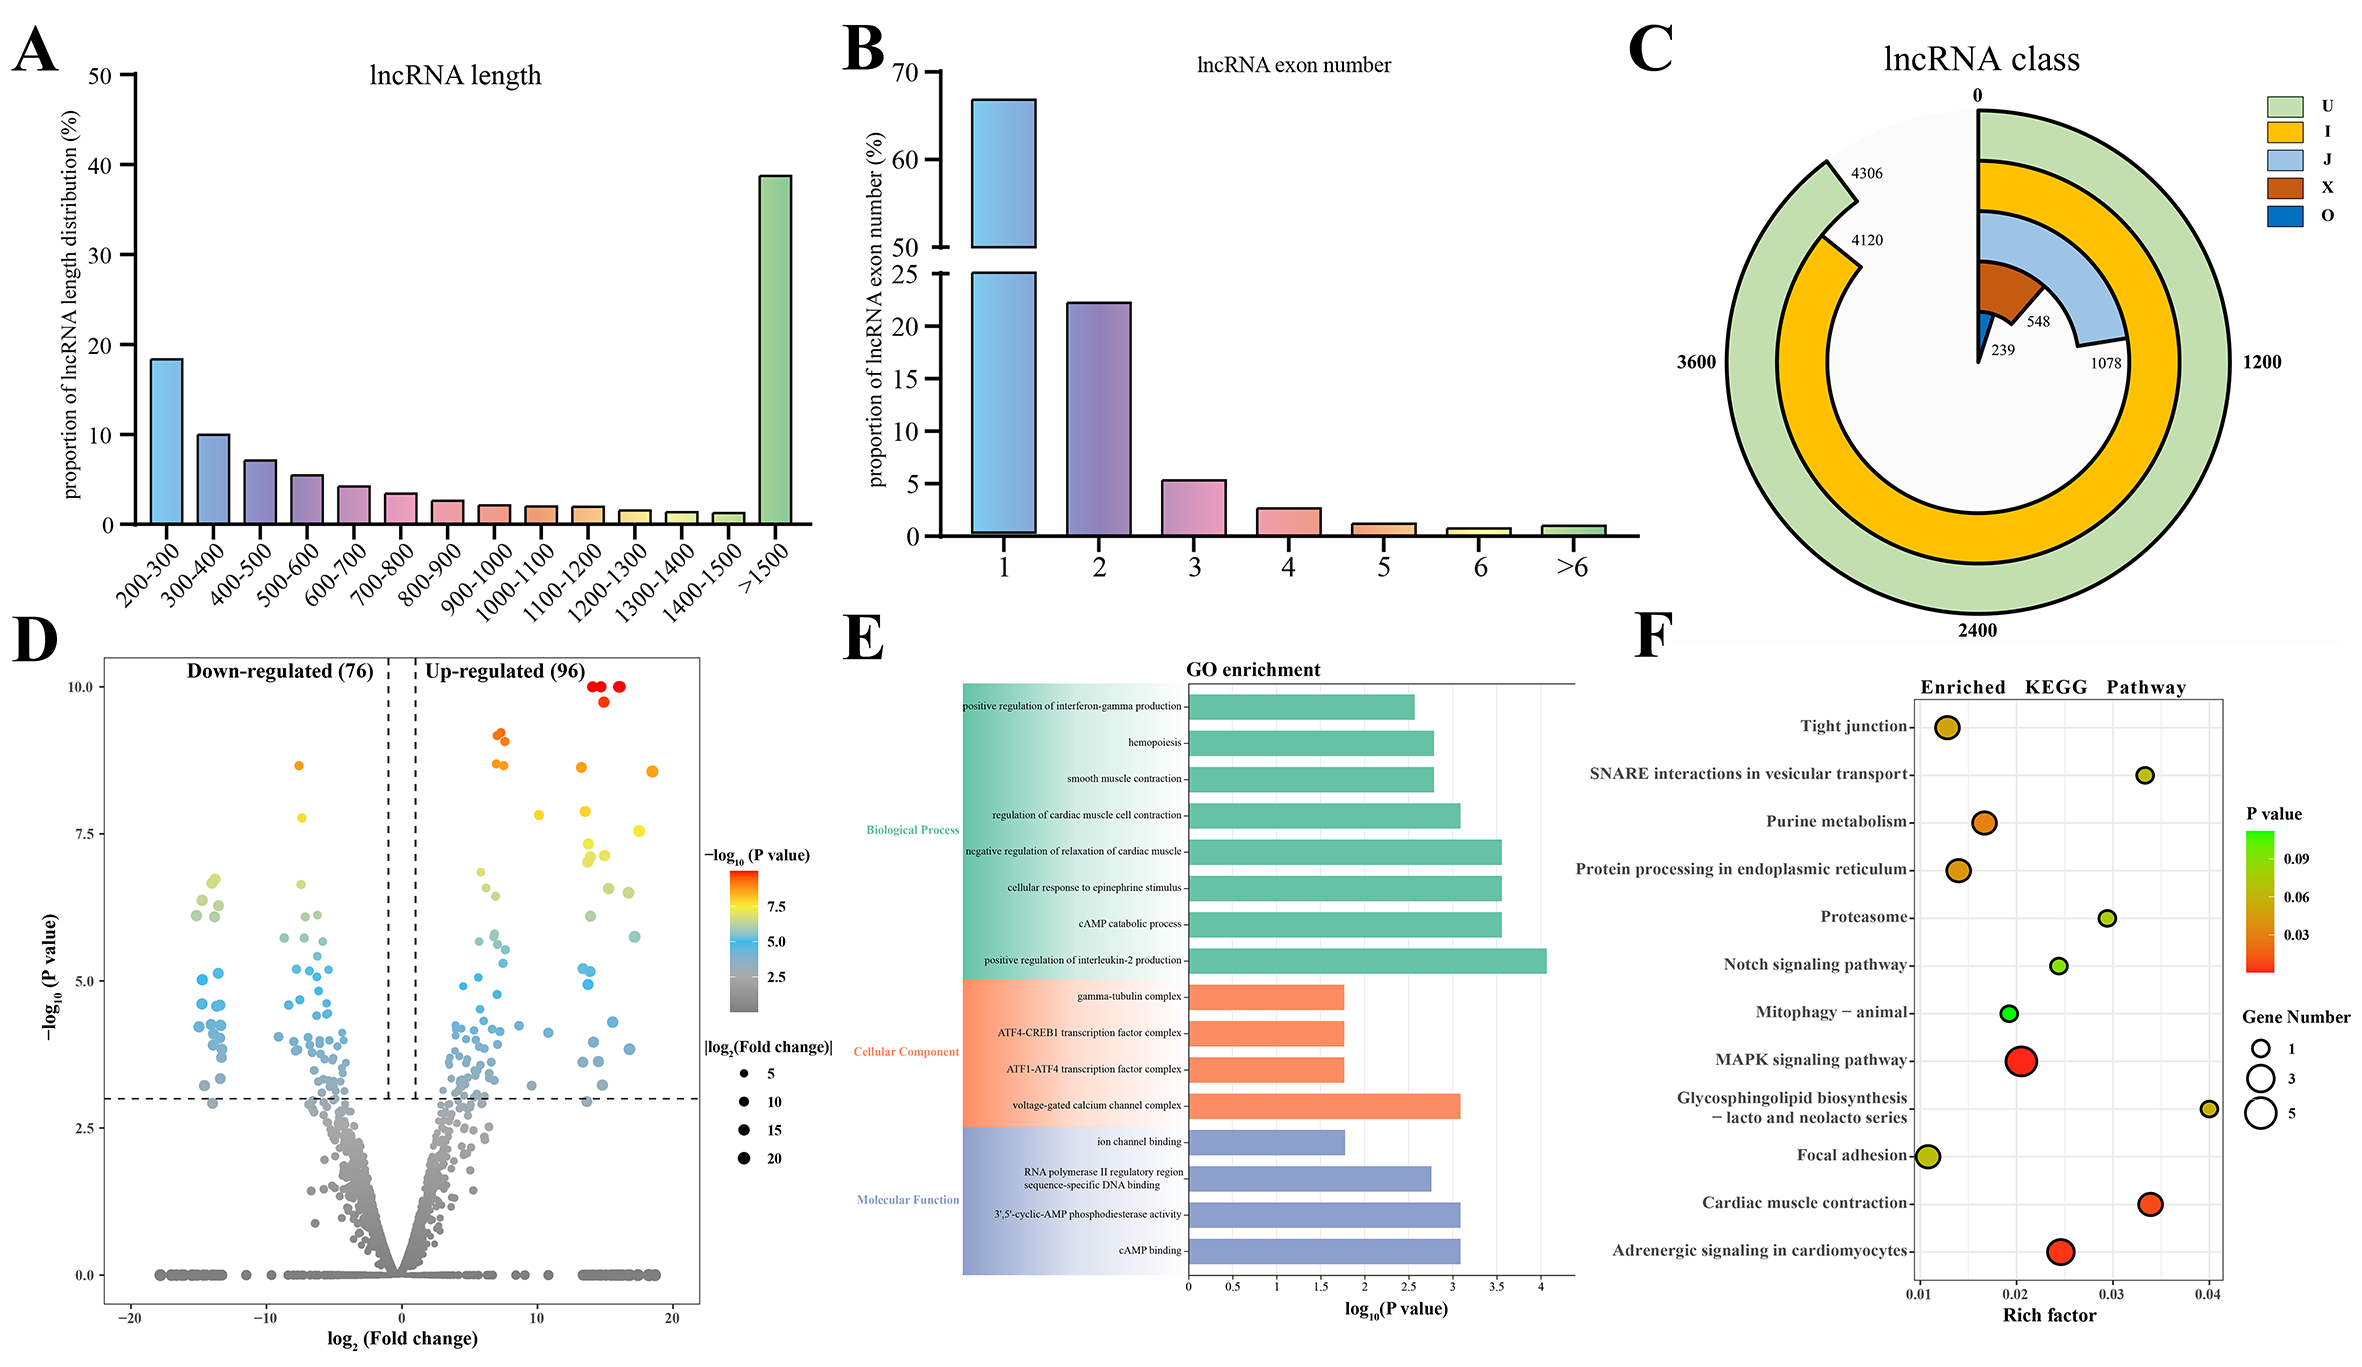 A
lncRNA length
proportion of lncRNA length distribution (%)
50
40
30
20
10
0
200-300
300-400
400-500
500-600
600-700
700-800
800-900
900-1000
1000-1100
1100-1200
1200-1300
1300-1400
1400-1500
>1500
B
lncRNA exon number
proportion of lncRNA exon number (%)
70
60
50
25
20
15
10
5
0
1
2
3
4
5
6
>6
C
lncRNA class
0
1200
2400
3600
4306
4120
1078
548
239
U
I
J
X
O
D
Down-regulated (76)
Up-regulated (96)
−log10 (P value)
10.0
7.5
5.0
2.5
0.0
−20
−10
0
10
20
log2 (Fold change)
−log10 (P value)
7.5
5.0
2.5
|log2(Fold change)|
5
10
15
20
E
GO enrichment
Biological Process
positive regulation of interferon-gamma production
hemopoiesis
smooth muscle contraction
regulation of cardiac muscle cell contraction
negative regulation of relaxation of cardiac muscle
cellular response to epinephrine stimulus
cAMP catabolic process
positive regulation of interleukin-2 production
Cellular Component
gamma-tubulin complex
ATF4-CREB1 transcription factor complex
ATF1-ATF4 transcription factor complex
voltage-gated calcium channel complex
Molecular Function
ion channel binding
RNA polymerase II regulatory region
sequence-specific DNA binding
3',5'-cyclic-AMP phosphodiesterase activity
cAMP binding
0
0.5
1
1.5
2
2.5
3
3.5
4
log10(P value)
F
Enriched KEGG Pathway
Tight junction
SNARE interactions in vesicular transport
Purine metabolism
Protein processing in endoplasmic reticulum
Proteasome
Notch signaling pathway
Mitophagy − animal
MAPK signaling pathway
Glycosphingolipid biosynthesis
− lacto and neolacto series
Focal adhesion
Cardiac muscle contraction
Adrenergic signaling in cardiomyocytes
0.01
0.02
0.03
0.04
Rich factor
P value
0.09
0.06
0.03
Gene Number
1
3
5